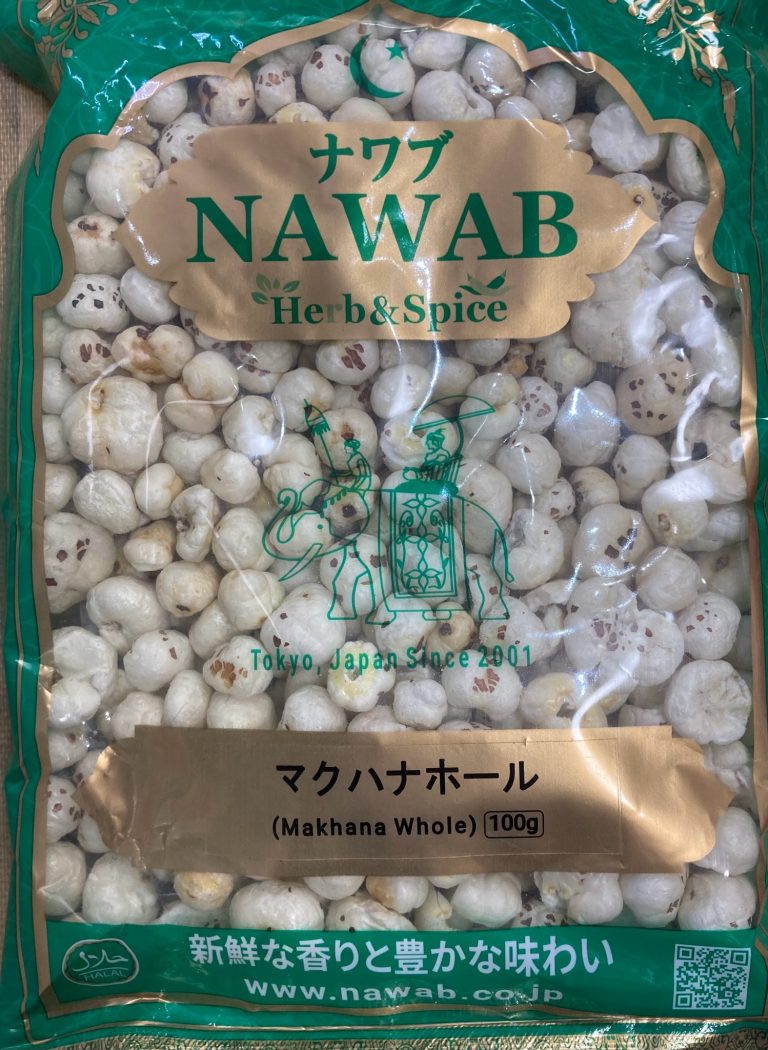 ナワブ
NAWAB
Herb&Spice
Tokyo, Japan Since 2001
マクハナホール
(Makhana Whole) 100g
新鮮な香りと豊かな味わい
www.nawab.co.jp
حلال
HALAL